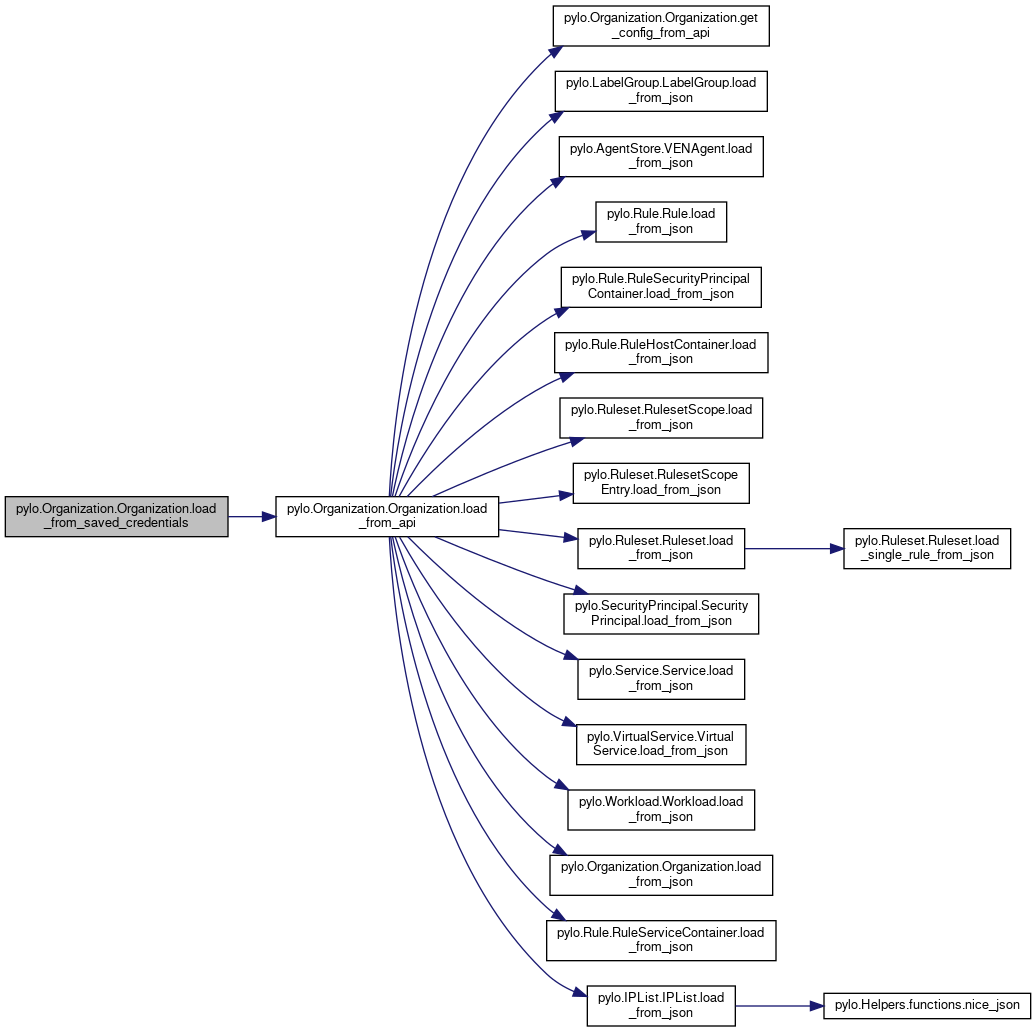 pylo.Organization.Organization.get
_config_from_api
pylo.LabelGroup.LabelGroup.load
_from_json
pylo.AgentStore.VENAgent.load
_from_json
pylo.Rule.Rule.load
_from_json
pylo.Rule.RuleSecurityPrincipal
Container.load_from_json
pylo.Rule.RuleHostContainer.load
_from_json
pylo.Ruleset.RulesetScope.load
_from_json
pylo.Ruleset.RulesetScope
Entry.load_from_json
pylo.Organization.Organization.load
_from_saved_credentials
pylo.Organization.Organization.load
_from_api
pylo.Ruleset.Ruleset.load
_from_json
pylo.Ruleset.Ruleset.load
_single_rule_from_json
pylo.SecurityPrincipal.Security
Principal.load_from_json
pylo.Service.Service.load
_from_json
pylo.VirtualService.Virtual
Service.load_from_json
pylo.Workload.Workload.load
_from_json
pylo.Organization.Organization.load
_from_json
pylo.Rule.RuleServiceContainer.load
_from_json
pylo.IPList.IPList.load
_from_json
pylo.Helpers.functions.nice_json